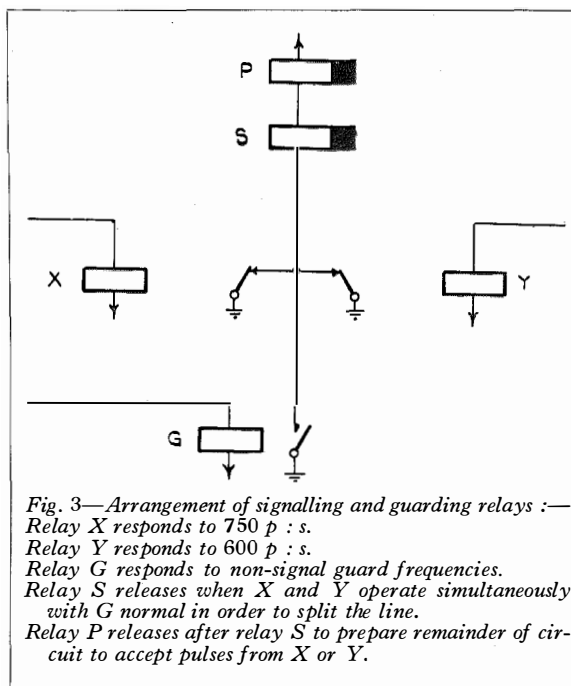 P
S
X
Y
G
Fig. 3—Arrangement of signalling and guarding relays :—
Relay X responds to 750 p : s.
Relay Y responds to 600 p : s.
Relay G responds to non-signal guard frequencies.
Relay S releases when X and Y operate simultaneously
with G normal in order to split the line.
Relay P releases after relay S to prepare remainder of cir-
cuit to accept pulses from X or Y.